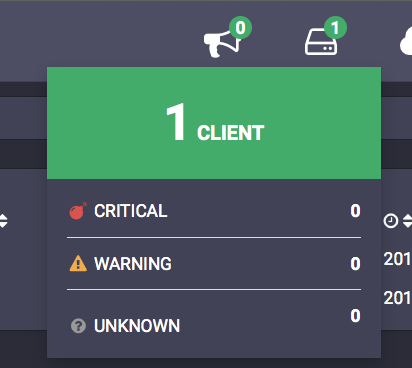 0
1
1 CLIENT
CRITICAL 0
WARNING 0
UNKNOWN 0
201
201